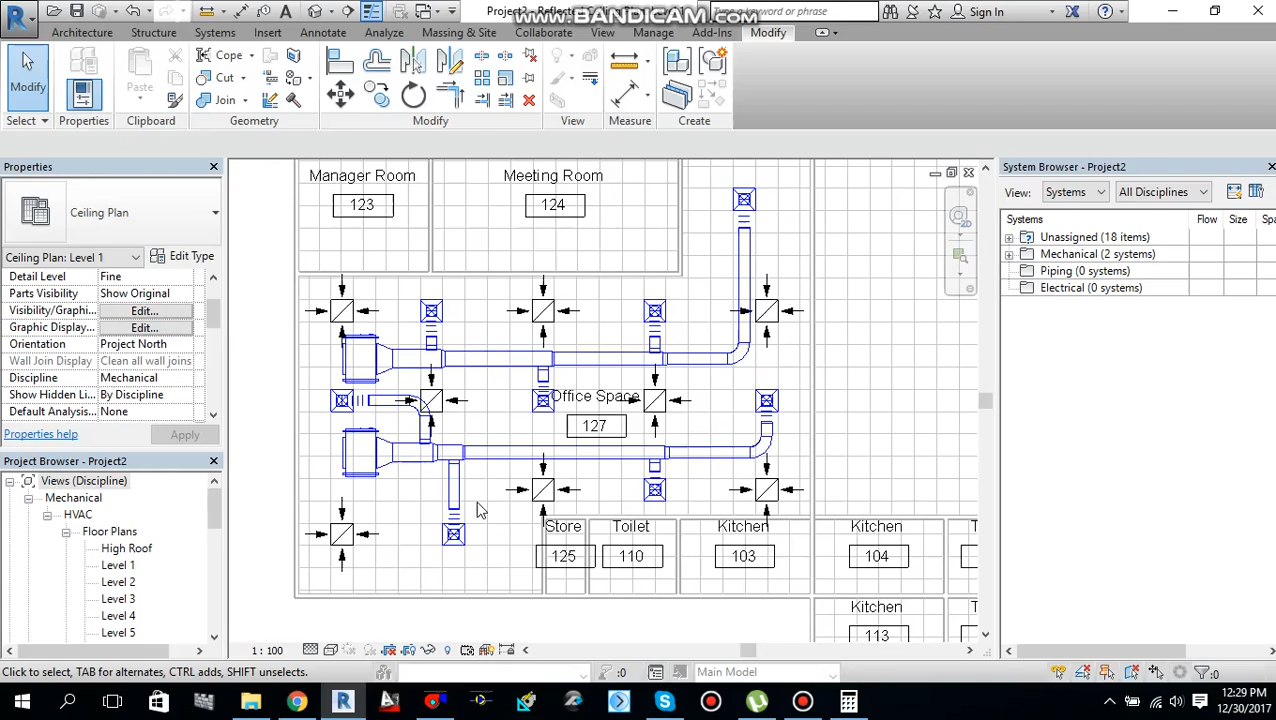 Project2 - Reflected Ceiling Pla
www.BANDICAM.com
Type a keyword or phrase
Sign In
Architecture
Structure
Systems
Insert
Annotate
Analyze
Massing & Site
Collaborate
View
Manage
Add-Ins
Modify
Modify
Cope
Cut
Join
Select
Properties
Clipboard
Geometry
Modify
View
Measure
Create
Properties
Ceiling Plan
Ceiling Plan: Level 1
Edit Type
Detail Level Fine
Parts Visibility Show Original
Visibility/Graphi... Edit...
Graphic Display... Edit...
Orientation Project North
Wall Join Display Clean all wall joins
Discipline Mechanical
Show Hidden Li... By Discipline
Default Analysis... None
Properties help
Apply
Project Browser - Project2
Views (Discipline)
Mechanical
HVAC
Floor Plans
High Roof
Level 1
Level 2
Level 3
Level 4
Level 5
Manager Room
123
Meeting Room
124
Office Space
127
Store
125
Toilet
110
Kitchen
103
Kitchen
104
T
Kitchen
113
T
1 : 100
System Browser - Project2
View: Systems
All Disciplines
Systems Flow Size Sp
Unassigned (18 items)
Mechanical (2 systems)
Piping (0 systems)
Electrical (0 systems)
Click to select, TAB for alternates, CTRL adds, SHIFT unselects.
:0
Main Model
:0
12:29 PM
12/30/2017